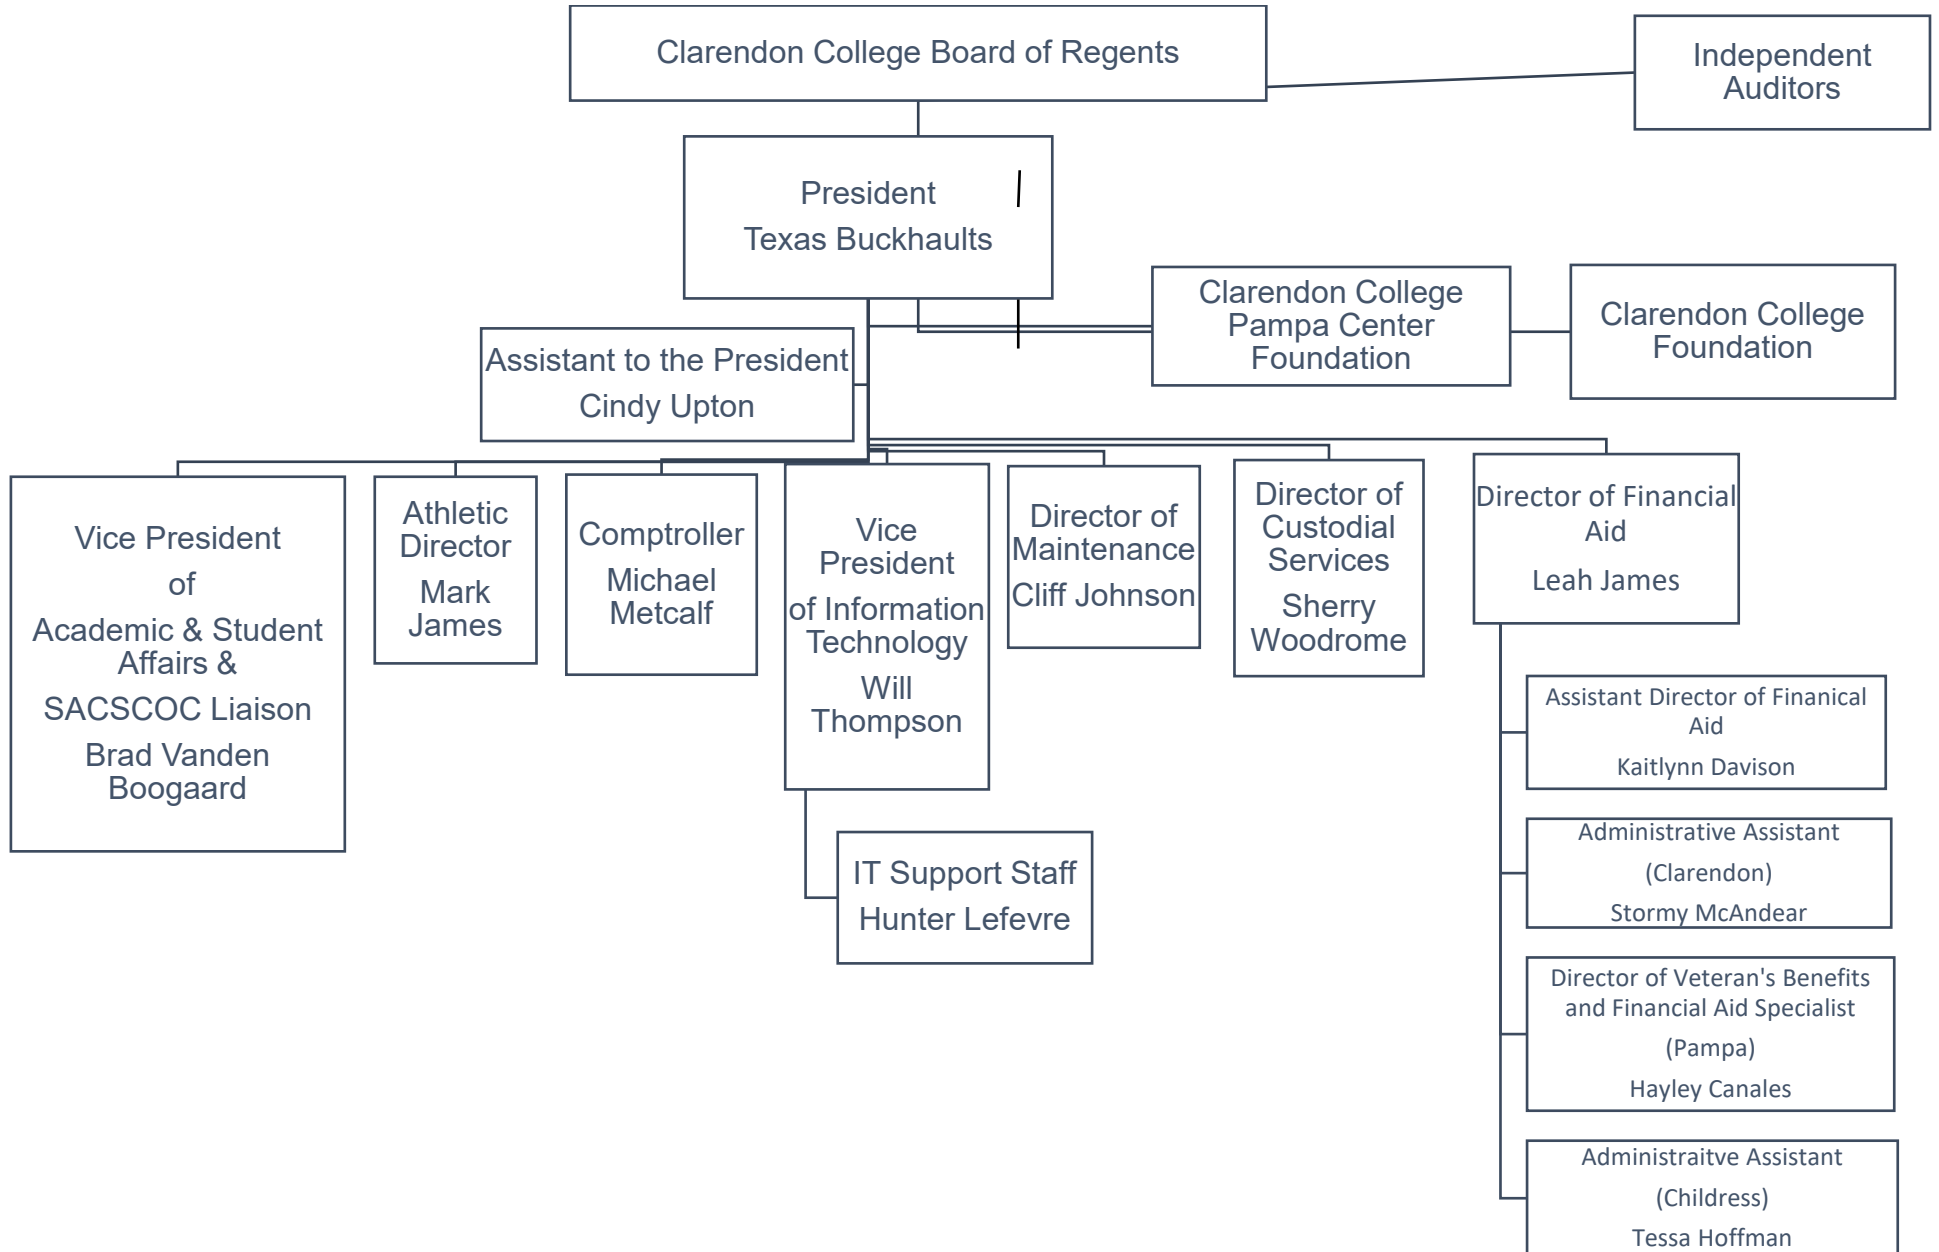 Clarendon College Board of Regents
Independent
Auditors
President
Texas Buckhaults
Clarendon College
Pampa Center
Foundation
Clarendon College
Foundation
Assistant to the President
Cindy Upton
Vice President
of
Academic & Student
Affairs &
SACSCOC Liaison
Brad Vanden
Boogaard
Athletic
Director
Mark
James
Comptroller
Michael
Metcalf
Vice
President
of Information
Technology
Will
Thompson
Director of
Maintenance
Cliff Johnson
Director of
Custodial
Services
Sherry
Woodrome
Director of Financial
Aid
Leah James
IT Support Staff
Hunter Lefevre
Assistant Director of Finanical
Aid
Kaitlynn Davison
Administrative Assistant
(Clarendon)
Stormy McAndear
Director of Veteran's Benefits
and Financial Aid Specialist
(Pampa)
Hayley Canales
Administraitve Assistant
(Childress)
Tessa Hoffman